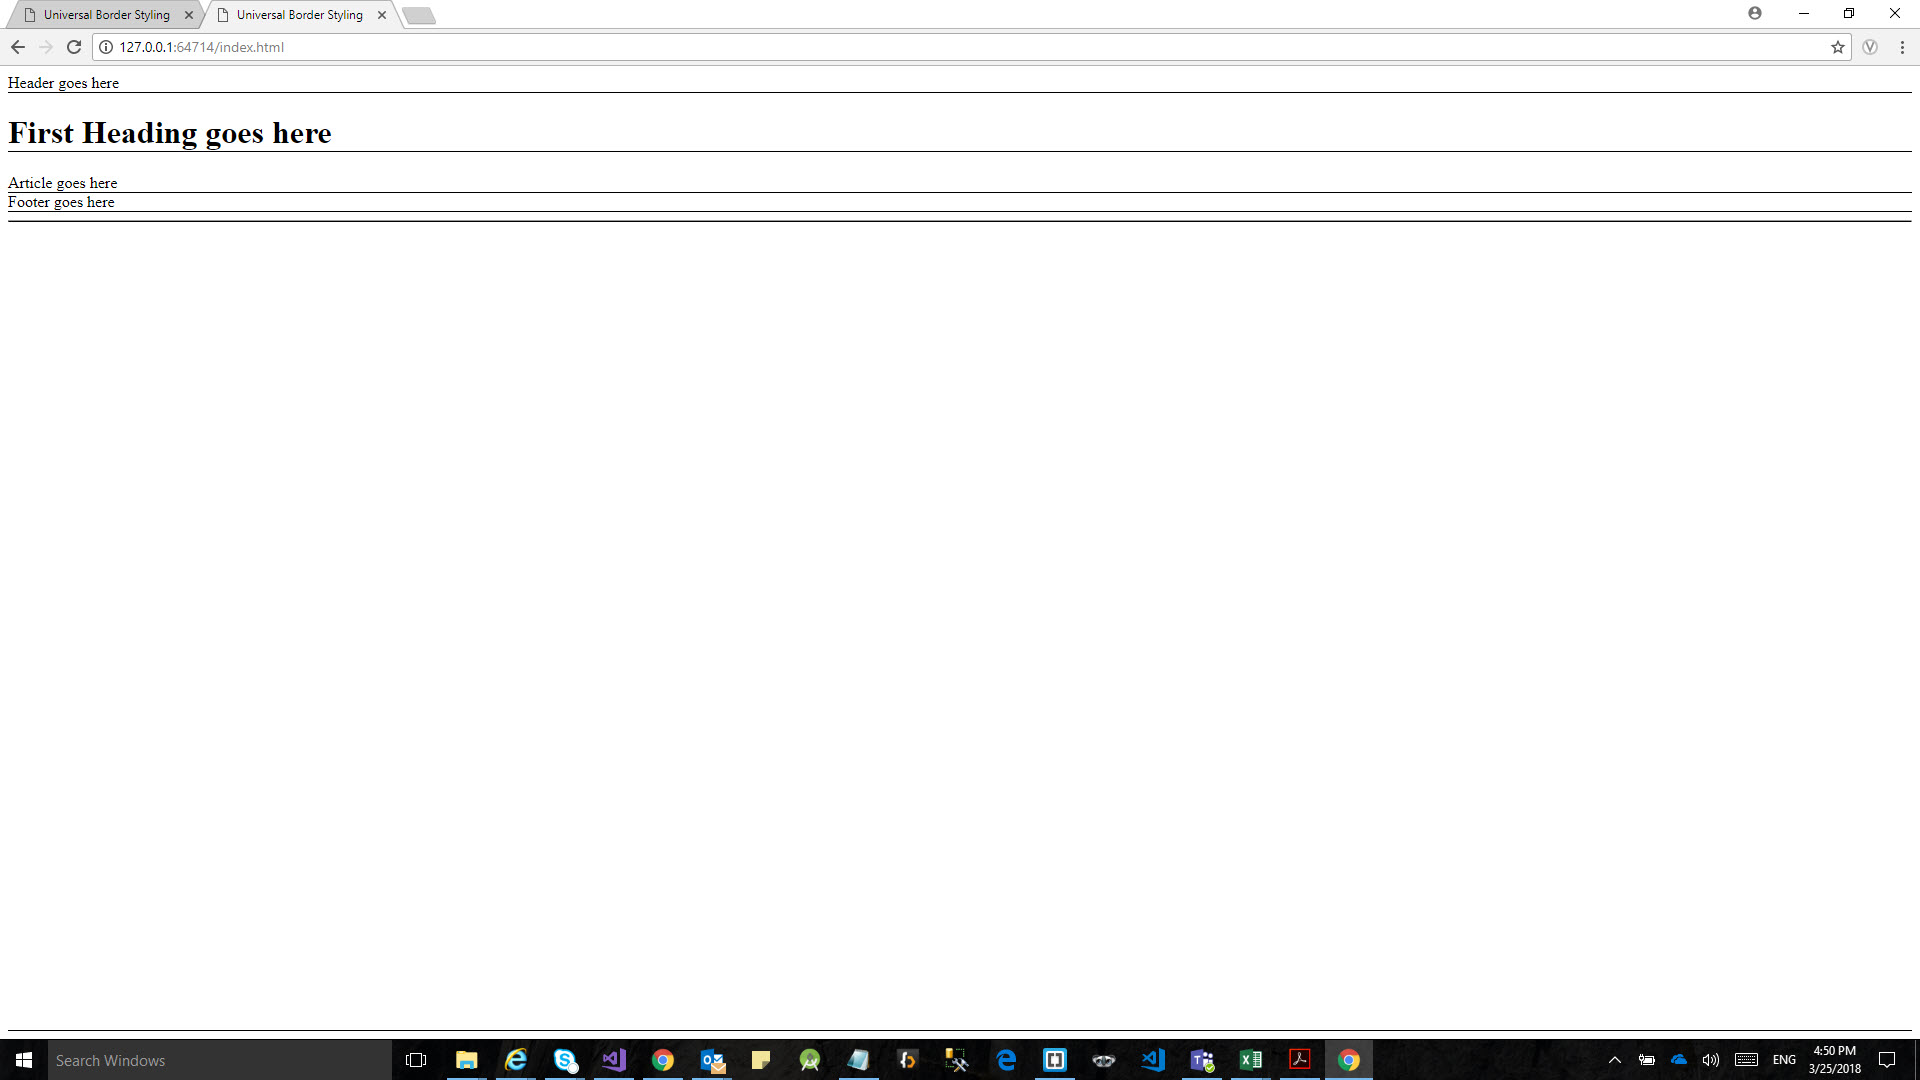 Universal Border Styling Universal Border Styling
127.0.0.1:64714/index.html
Header goes here
First Heading goes here
Article goes here
Footer goes here
Search Windows
ENG
4:50 PM
3/25/2018